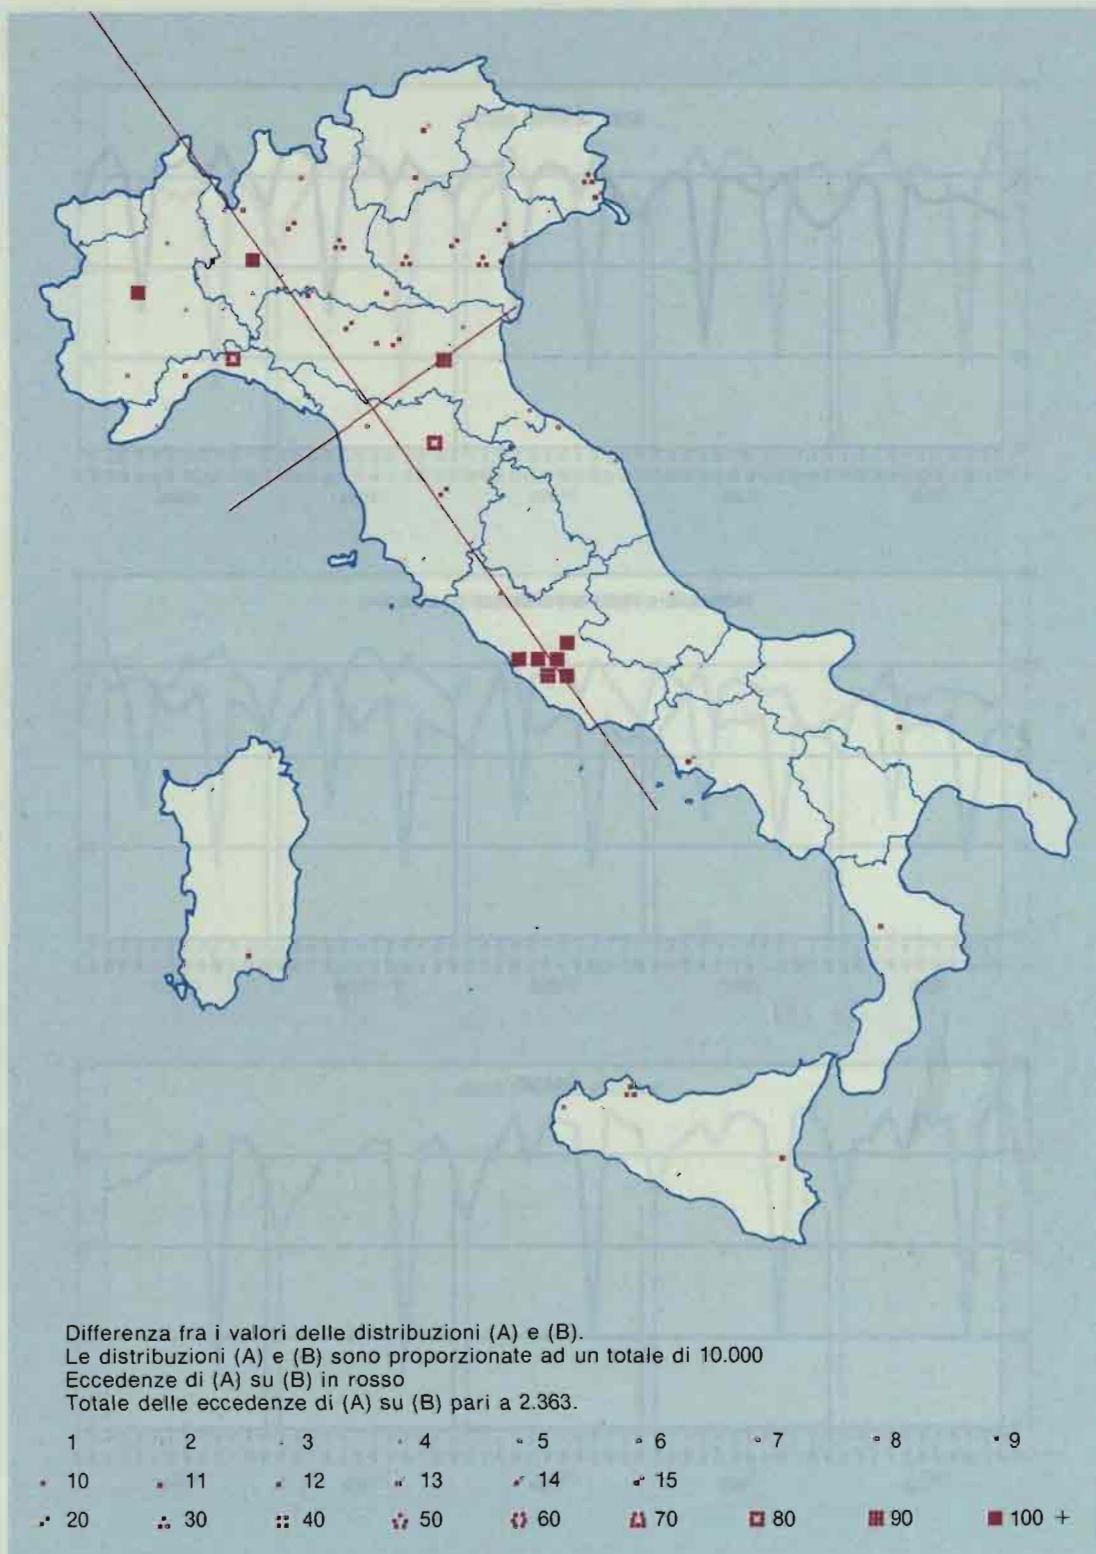 Differenza fra i valori delle distribuzioni (A) e (B).
Le distribuzioni (A) e (B) sono proporzionate ad un totale di 10.000
Eccedenze di (A) su (B) in rosso
Totale delle eccedenze di (A) su (B) pari a 2.363.
1 2 3 4 5 6 7 8 9
10 11 12 13 14 15
20 30 40 50 60 70 80 90 100 +